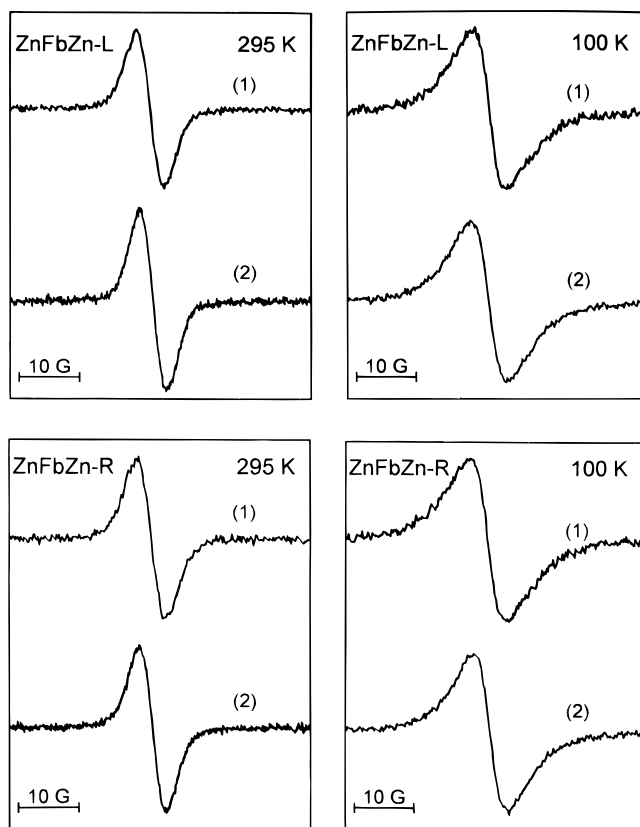 ZnFbZn-L 295 K
(1)
(2)
10 G
ZnFbZn-L 100 K
(1)
(2)
10 G
ZnFbZn-R 295 K
(1)
(2)
10 G
ZnFbZn-R 100 K
(1)
(2)
10 G